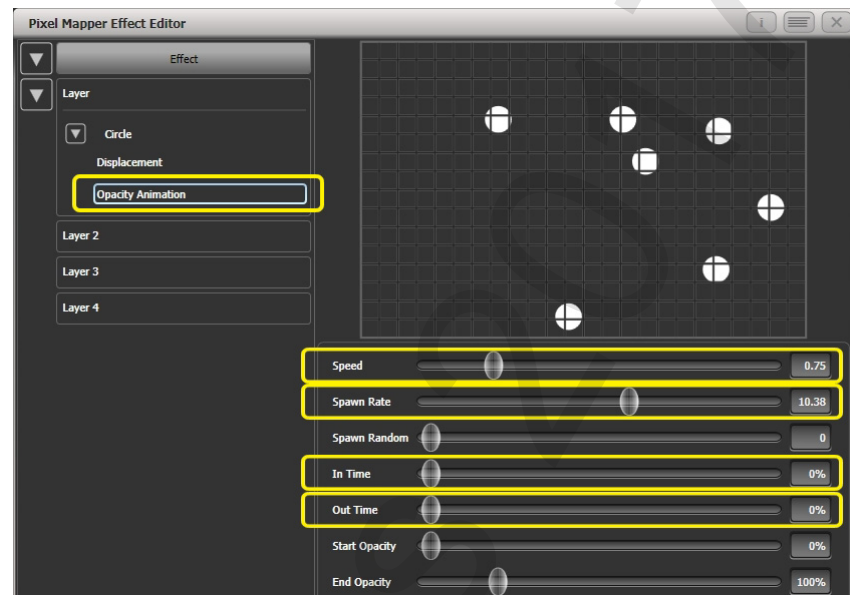 Pixel Mapper Effect Editor
Effect
Layer
Circle
Displacement
Opacity Animation
Layer 2
Layer 3
Layer 4
Speed 0.75
Spawn Rate 10.38
Spawn Random 0
In Time 0%
Out Time 0%
Start Opacity 0%
End Opacity 100%